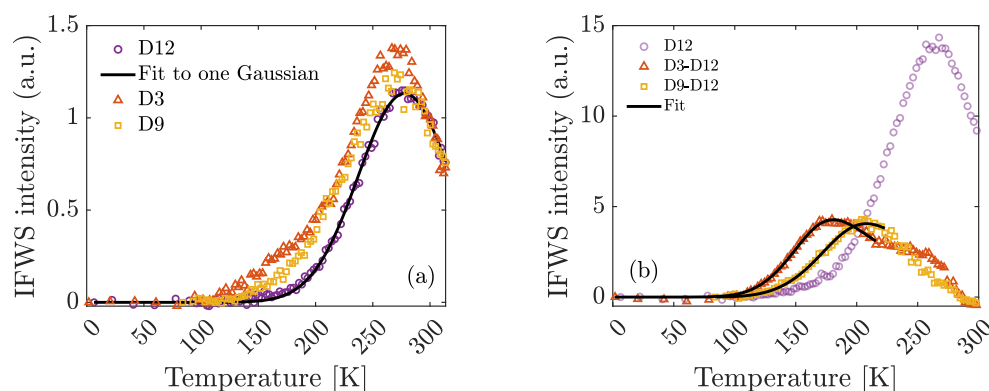 IFWS intensity (a.u.)
1.5
1
0.5
0
D12
Fit to one Gaussian
D3
D9
(a)
0 50 100 150 200 250 300
Temperature [K]
IFWS intensity (a.u.)
15
10
5
0
D12
D3-D12
D9-D12
Fit
(b)
0 50 100 150 200 250 300
Temperature [K]